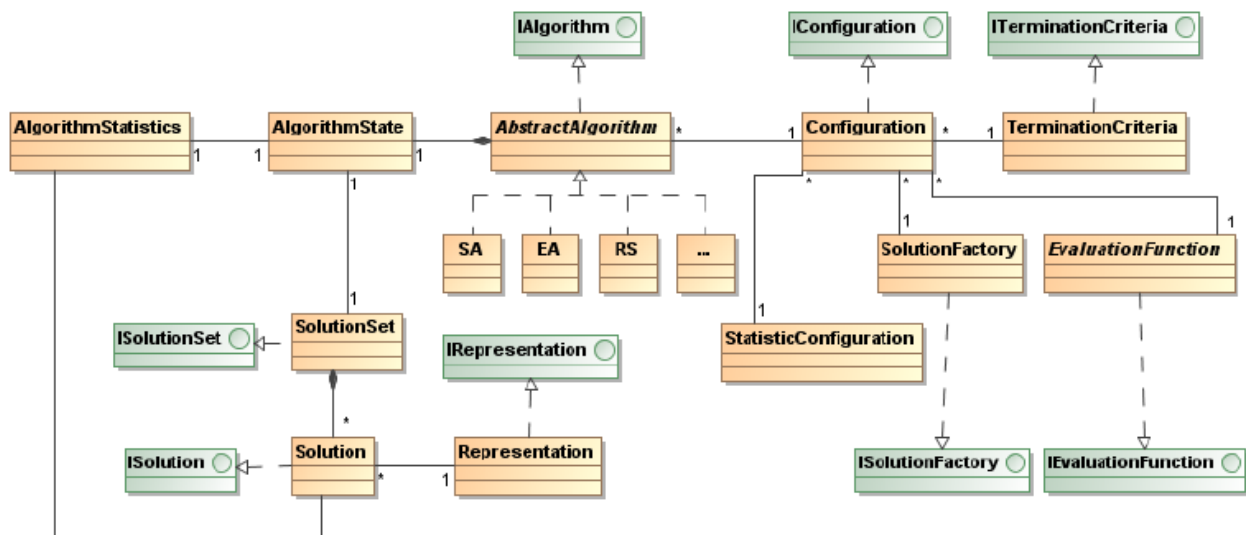 IAlgorithm
IConfiguration
ITerminationCriteria
AlgorithmStatistics
AlgorithmState
AbstractAlgorithm
Configuration
TerminationCriteria
1
1
1
*
1
*
1
1
*
*
*
SA
EA
RS
...
SolutionFactory
EvaluationFunction
1
1
1
1
ISolutionSet
SolutionSet
IRepresentation
StatisticConfiguration
*
ISolution
Solution
Representation
ISolutionFactory
IEvaluationFunction
*
1